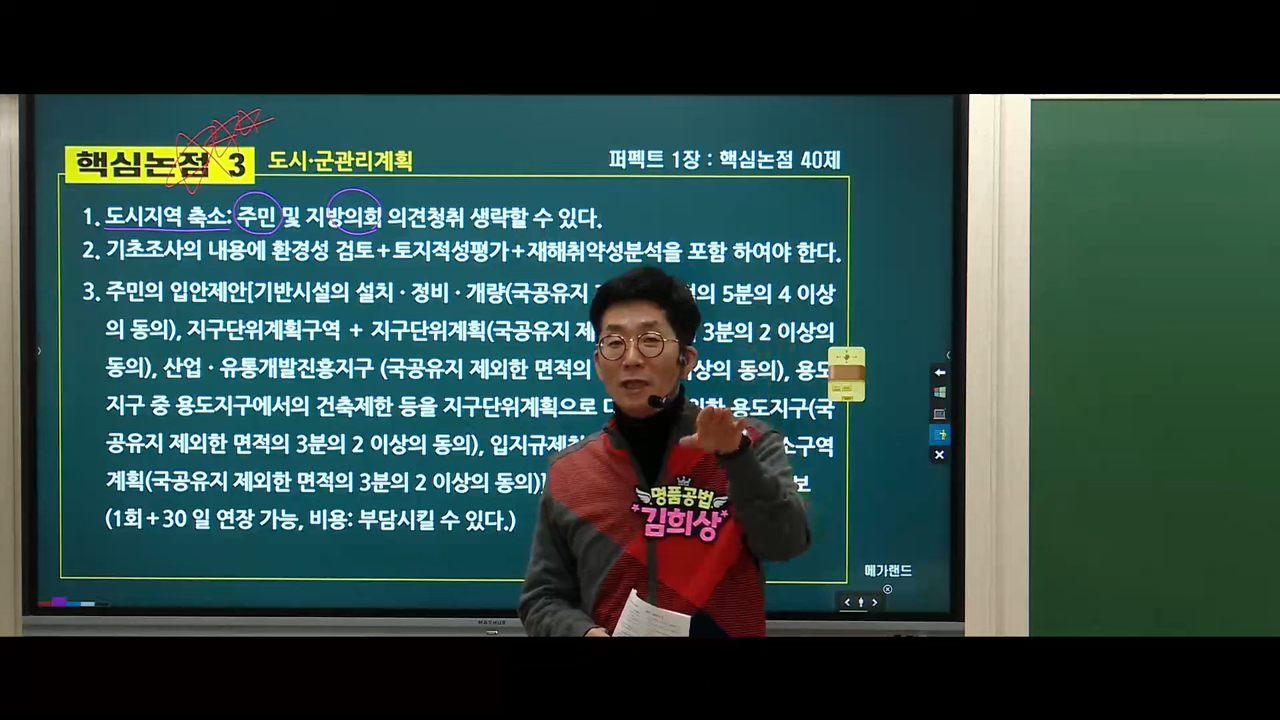 핵심논점 3 도시·군관리계획 퍼펙트 1장 : 핵심논점 40제
1. 도시지역 축소: 주민 및 지방의회 의견청취 생략할 수 있다.
2. 기초조사의 내용에 환경성 검토+토지적성평가+재해취약성분석을 포함 하여야 한다.
3. 주민의 입안제안[기반시설의 설치·정비·개량(국공유지 의 5분의 4 이상
의 동의), 지구단위계획구역 + 지구단위계획(국공유지 3분의 2 이상의
동의), 산업·유통개발진흥지구 (국공유지 제외한 면적의 이상의 동의), 용도
지구 중 용도지구에서의 건축제한 등을 지구단위계획으로 용도지구(국
공유지 제외한 면적의 3분의 2 이상의 동의),
계획(국공유지 제외한 면적의 3분의 2 이상의 동의)]
(1회+30일 연장 가능, 비용: 부담시킬 수 있다.)
명품공법
김희상
메가랜드
MAXHUB